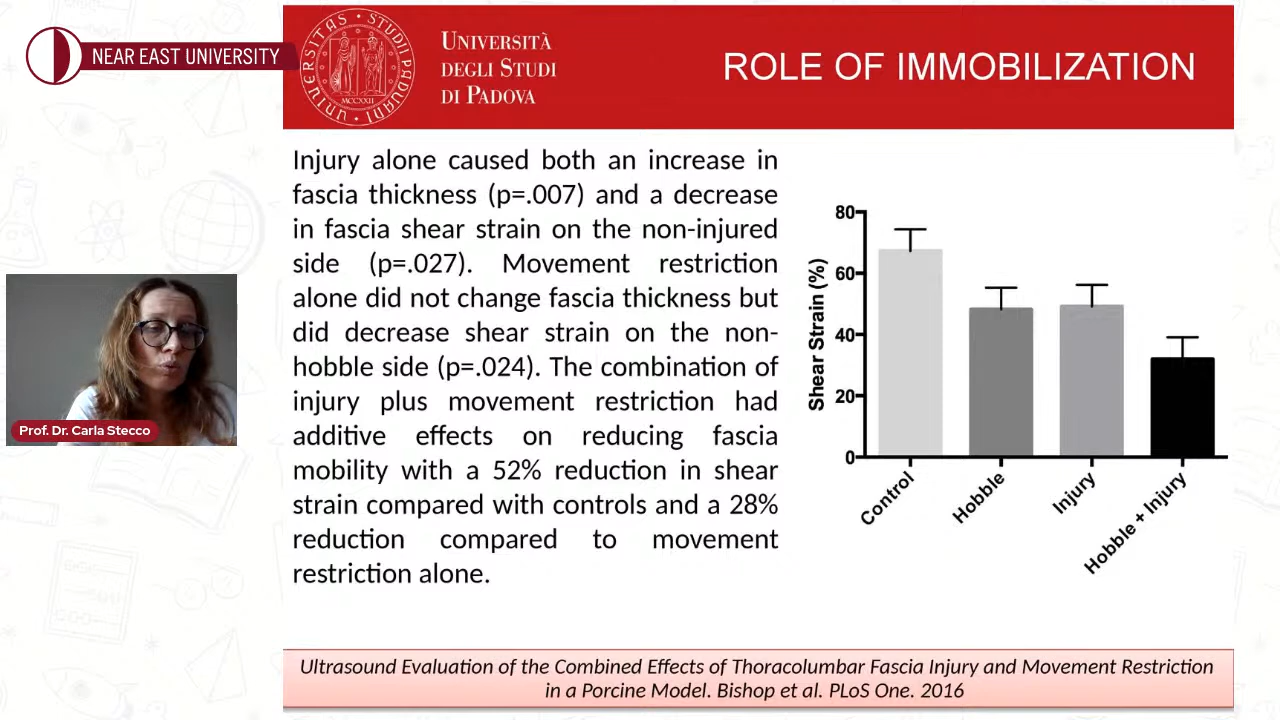 NEAR EAST UNIVERSITY
UNIVERSITAS STUDII PADUANI
MCCXXII
UNIVERSITÀ
DEGLI STUDI
DI PADOVA
ROLE OF IMMOBILIZATION
Injury alone caused both an increase in
fascia thickness (p=.007) and a decrease
in fascia shear strain on the non-injured
side (p=.027). Movement restriction
alone did not change fascia thickness but
did decrease shear strain on the non-
hobble side (p=.024). The combination of
injury plus movement restriction had
additive effects on reducing fascia
mobility with a 52% reduction in shear
strain compared with controls and a 28%
reduction compared to movement
restriction alone.
Shear Strain (%)
80
60
40
20
0
Control
Hobble
Injury
Hobble + Injury
Prof. Dr. Carla Stecco
Ultrasound Evaluation of the Combined Effects of Thoracolumbar Fascia Injury and Movement Restriction
in a Porcine Model. Bishop et al. PLoS One. 2016